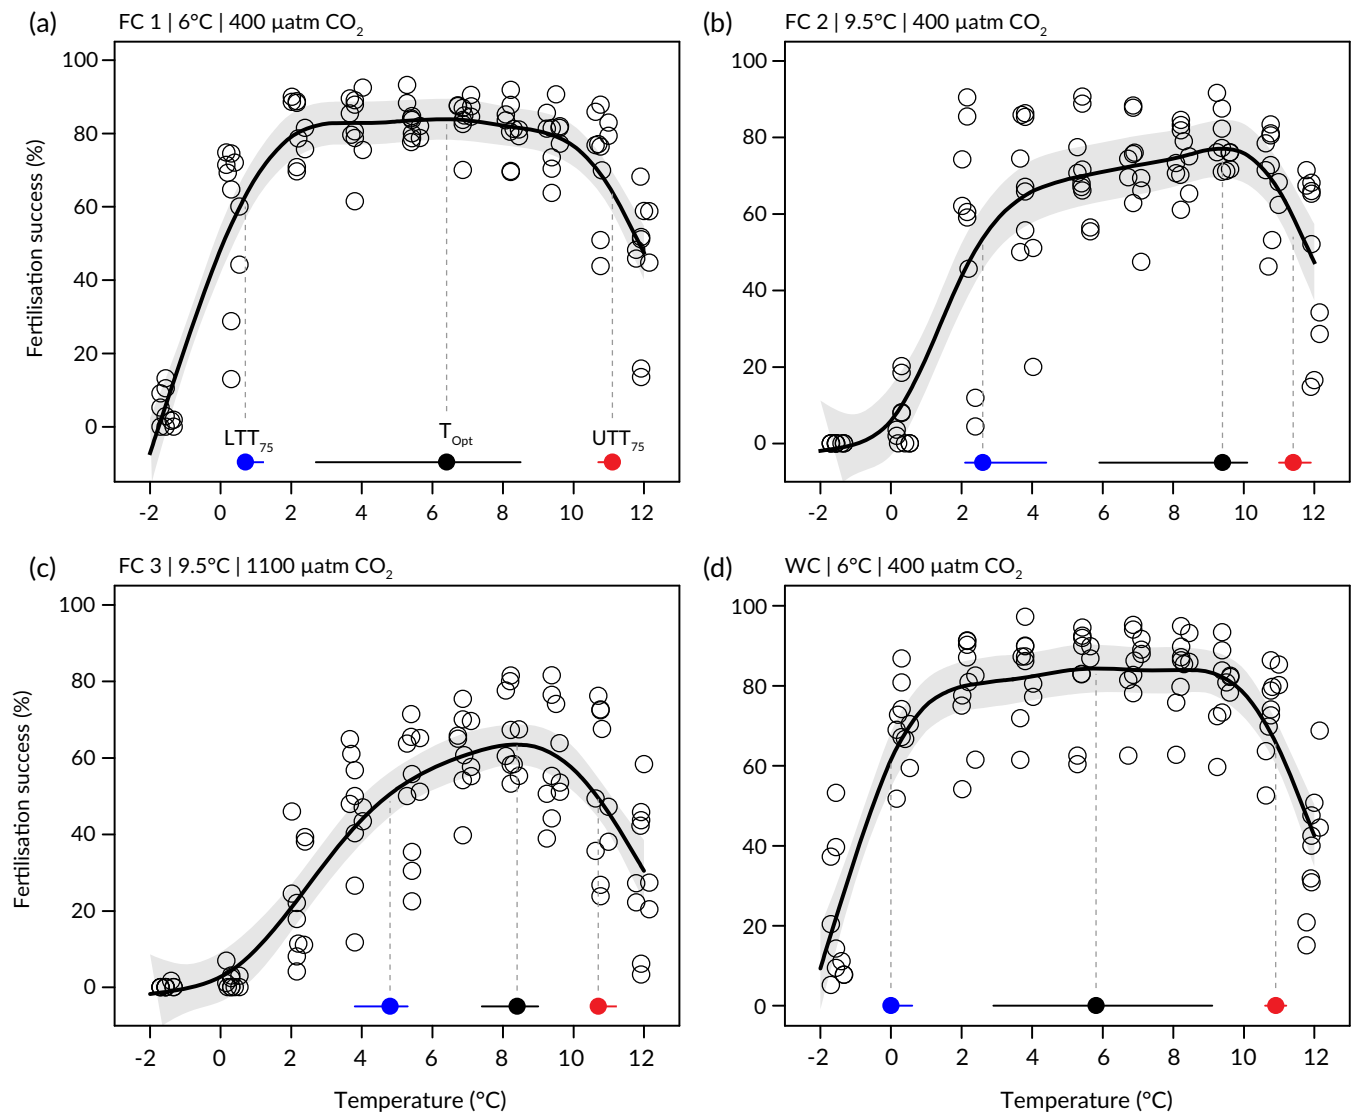 (a) FC 1 | 6°C | 400 µatm CO₂
Fertilisation success (%)
100
80
60
40
20
0
LTT₇₅
T_Opt
UTT₇₅
-2 0 2 4 6 8 10 12
(b) FC 2 | 9.5°C | 400 µatm CO₂
100
80
60
40
20
0
-2 0 2 4 6 8 10 12
(c) FC 3 | 9.5°C | 1100 µatm CO₂
Fertilisation success (%)
100
80
60
40
20
0
-2 0 2 4 6 8 10 12
Temperature (°C)
(d) WC | 6°C | 400 µatm CO₂
100
80
60
40
20
0
-2 0 2 4 6 8 10 12
Temperature (°C)